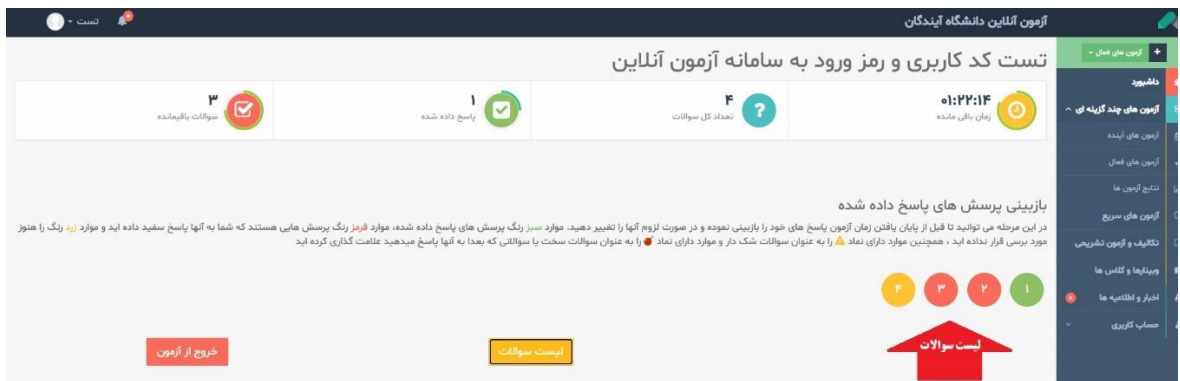 آزمون آنلاین دانشگاه آیندگان
تست
آزمون های فعال
داشبورد
آزمون های چند گزینه ای
آزمون های آینده
آزمون های فعال
نتایج آزمون ها
آزمون های سریع
تکالیف و آزمون تشریحی
وبینارها و کلاس ها
اخبار و اطلاعیه ها
حساب کاربری
تست کد کاربری و رمز ورود به سامانه آزمون آنلاین
۰۱:۲۲:۱۴
زمان باقی مانده
۴
تعداد کل سوالات
۱
پاسخ داده شده
۳
سوالات باقیمانده
بازبینی پرسش های پاسخ داده شده
در این مرحله می توانید تا قبل از پایان یافتن زمان آزمون پاسخ های خود را بازبینی نموده و در صورت لزوم آنها را تغییر دهید. موارد سبز رنگ پرسش های پاسخ داده شده، موارد قرمز رنگ پرسش هایی هستند که شما به آنها پاسخ سفید داده اید و موارد زرد رنگ را هنوز
مورد برسی قرار نداده اید ، همچنین موارد دارای نماد را به عنوان سوالات شک دار و موارد دارای نماد را به عنوان سوالات سخت یا سوالاتی که بعدا به آنها پاسخ میدهید علامت گذاری کرده اید
۱ ۲ ۳ ۴
لیست سوالات
لیست سوالات
خروج از آزمون